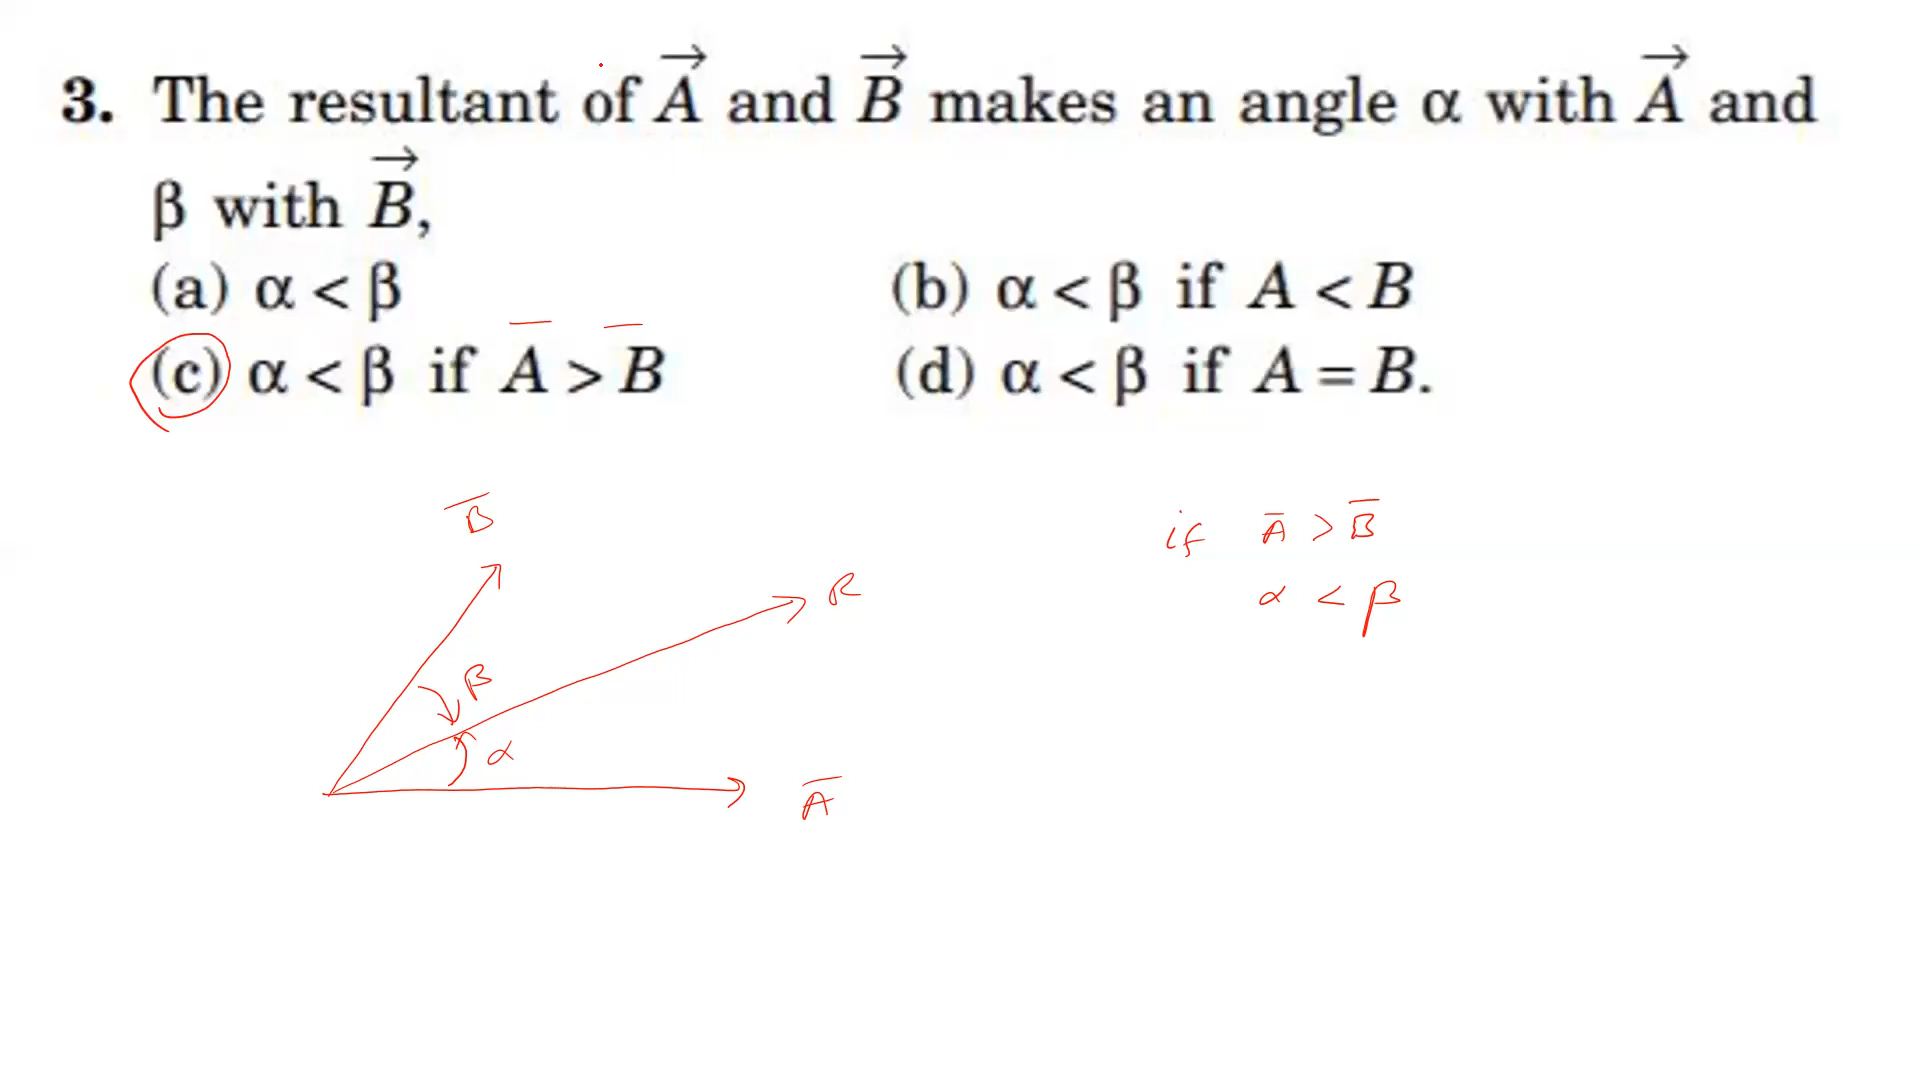 3. The resultant of A⃗ and B⃗ makes an angle α with A⃗ and
β with B⃗,
(a) α < β (b) α < β if A < B
(c) α < β if A̅ > B̅ (d) α < β if A = B.
B̅
if A̅ > B̅
R
α < β
β
α
A̅